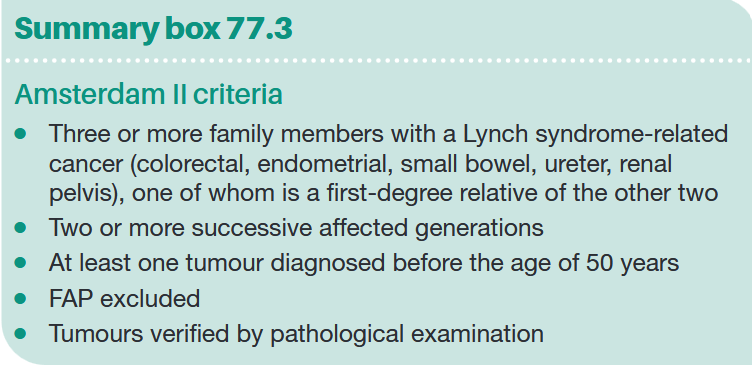 Summary box 77.3
Amsterdam II criteria
• Three or more family members with a Lynch syndrome-related
cancer (colorectal, endometrial, small bowel, ureter, renal
pelvis), one of whom is a first-degree relative of the other two
• Two or more successive affected generations
• At least one tumour diagnosed before the age of 50 years
• FAP excluded
• Tumours verified by pathological examination